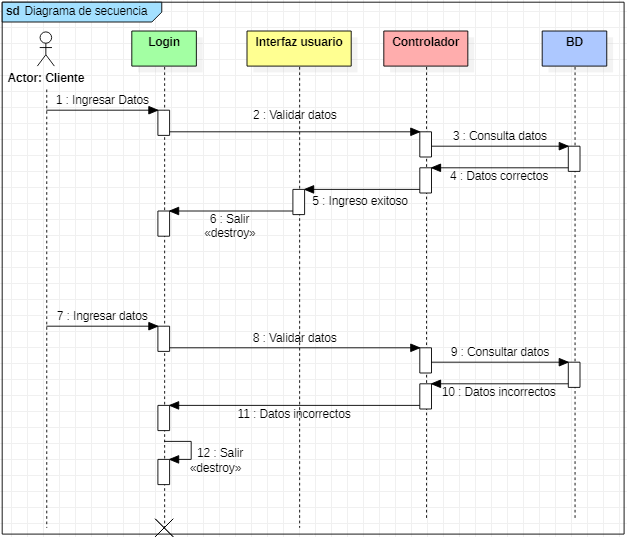 sd Diagrama de secuencia
Login
Interfaz usuario
Controlador
BD
Actor: Cliente
1 : Ingresar Datos
2 : Validar datos
3 : Consulta datos
4 : Datos correctos
5 : Ingreso exitoso
6 : Salir
«destroy»
7 : Ingresar datos
8 : Validar datos
9 : Consultar datos
10 : Datos incorrectos
11 : Datos incorrectos
12 : Salir
«destroy»